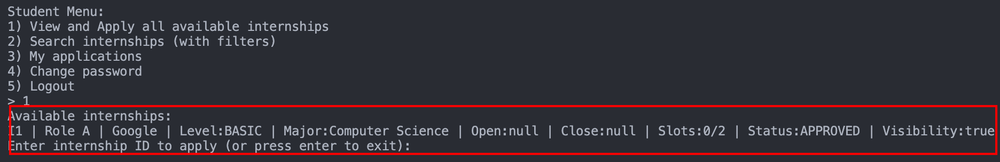 Student Menu:
1) View and Apply all available internships
2) Search internships (with filters)
3) My applications
4) Change password
5) Logout
> 1
Available internships:
I1 | Role A | Google | Level:BASIC | Major:Computer Science | Open:null | Close:null | Slots:0/2 | Status:APPROVED | Visibility:true
Enter internship ID to apply (or press enter to exit):